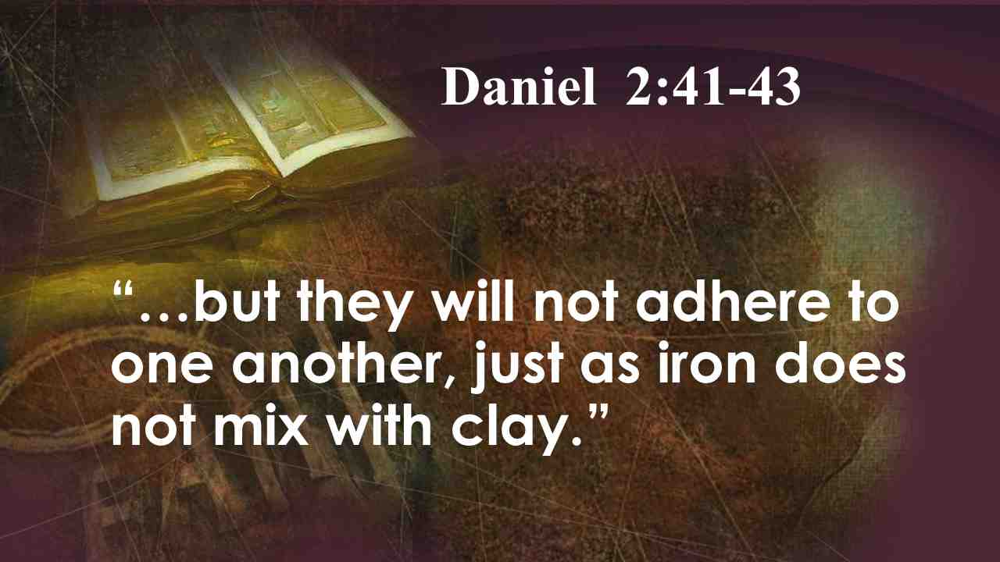 Daniel 2:41-43
“…but they will not adhere to
one another, just as iron does
not mix with clay.”